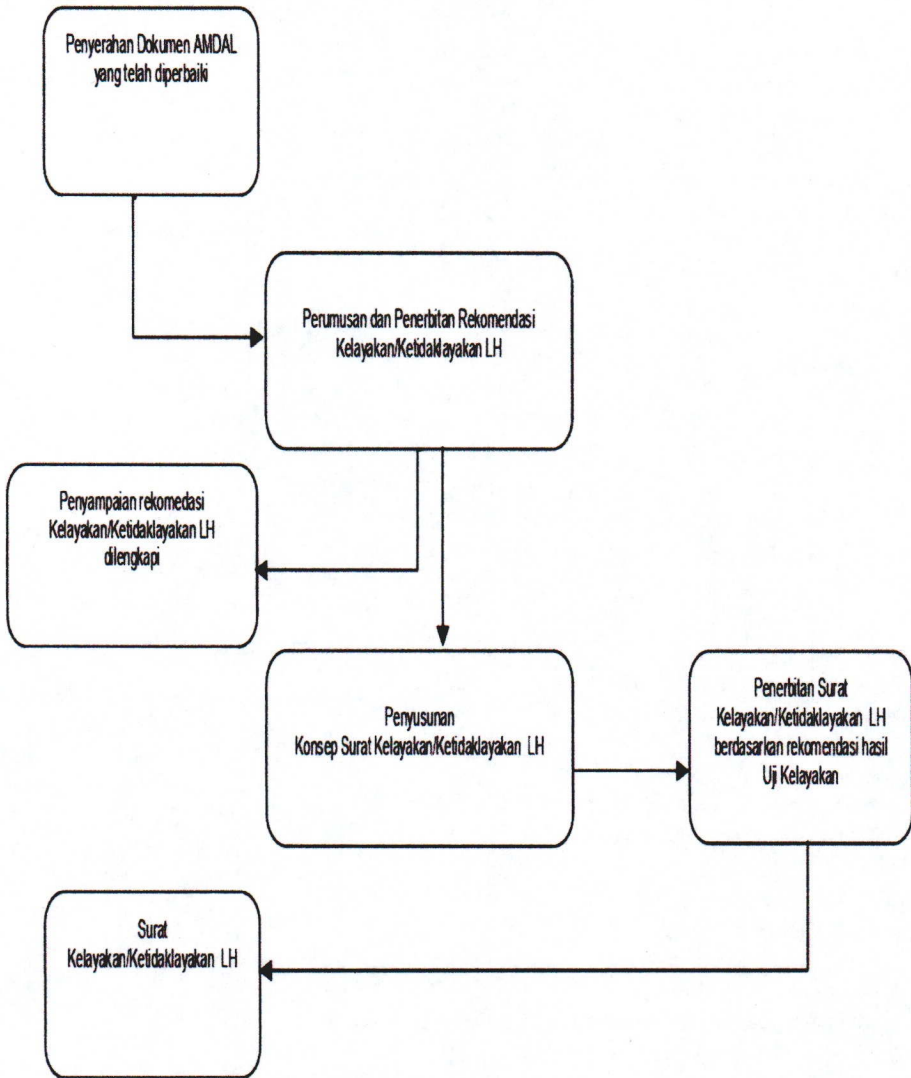 Penyerahan Dokumen AMDAL
yang telah diperbaiki
Perumusan dan Penerbitan Rekomendasi
Kelayakan/Ketidaklayakan LH
Penyampaian rekomedasi
Kelayakan/Ketidaklayakan LH
dilengkapi
Penyusunan
Konsep Surat Kelayakan/Ketidaklayakan LH
Penerbitan Surat
Kelayakan/Ketidaklayakan LH
berdasarkan rekomendasi hasil
Uji Kelayakan
Surat
Kelayakan/Ketidaklayakan LH